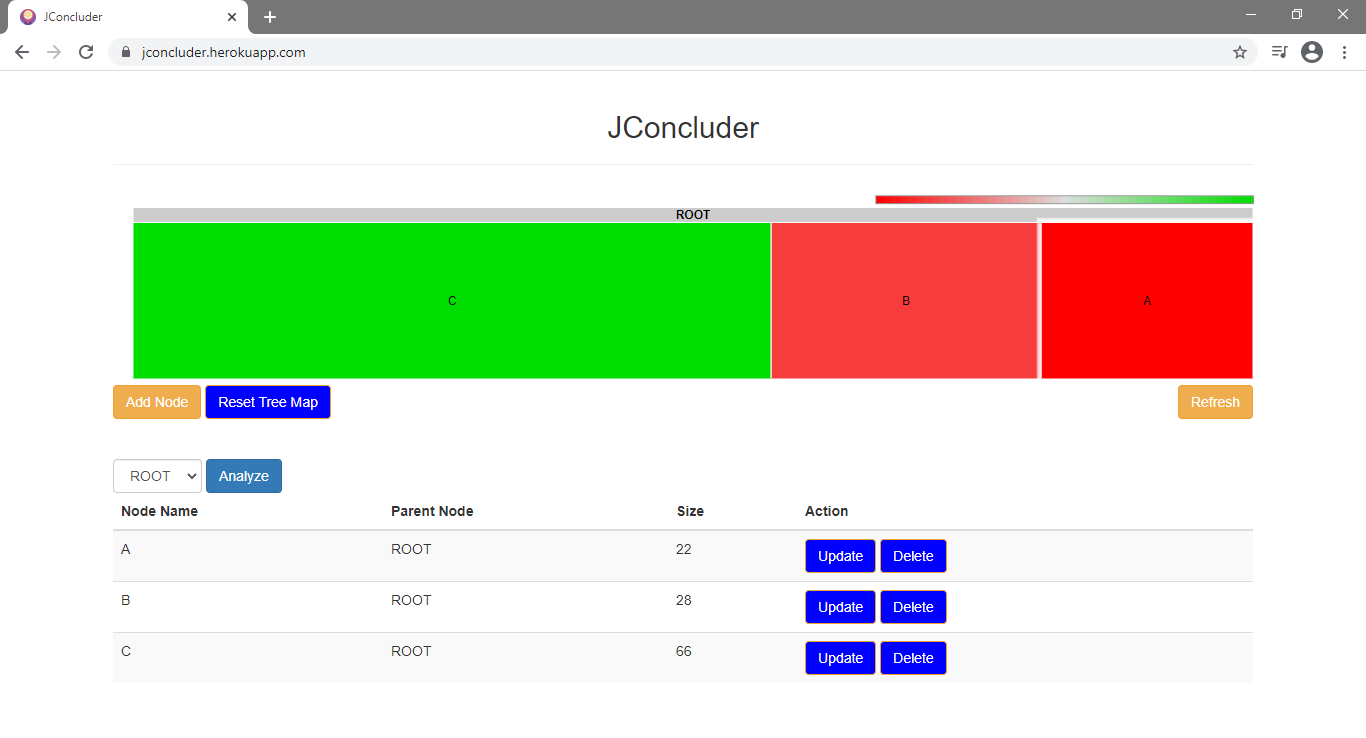 JConcluder
jconcluder.herokuapp.com
JConcluder
ROOT
C B A
Add Node Reset Tree Map Refresh
ROOT Analyze
Node Name Parent Node Size Action
A ROOT 22 Update Delete
B ROOT 28 Update Delete
C ROOT 66 Update Delete